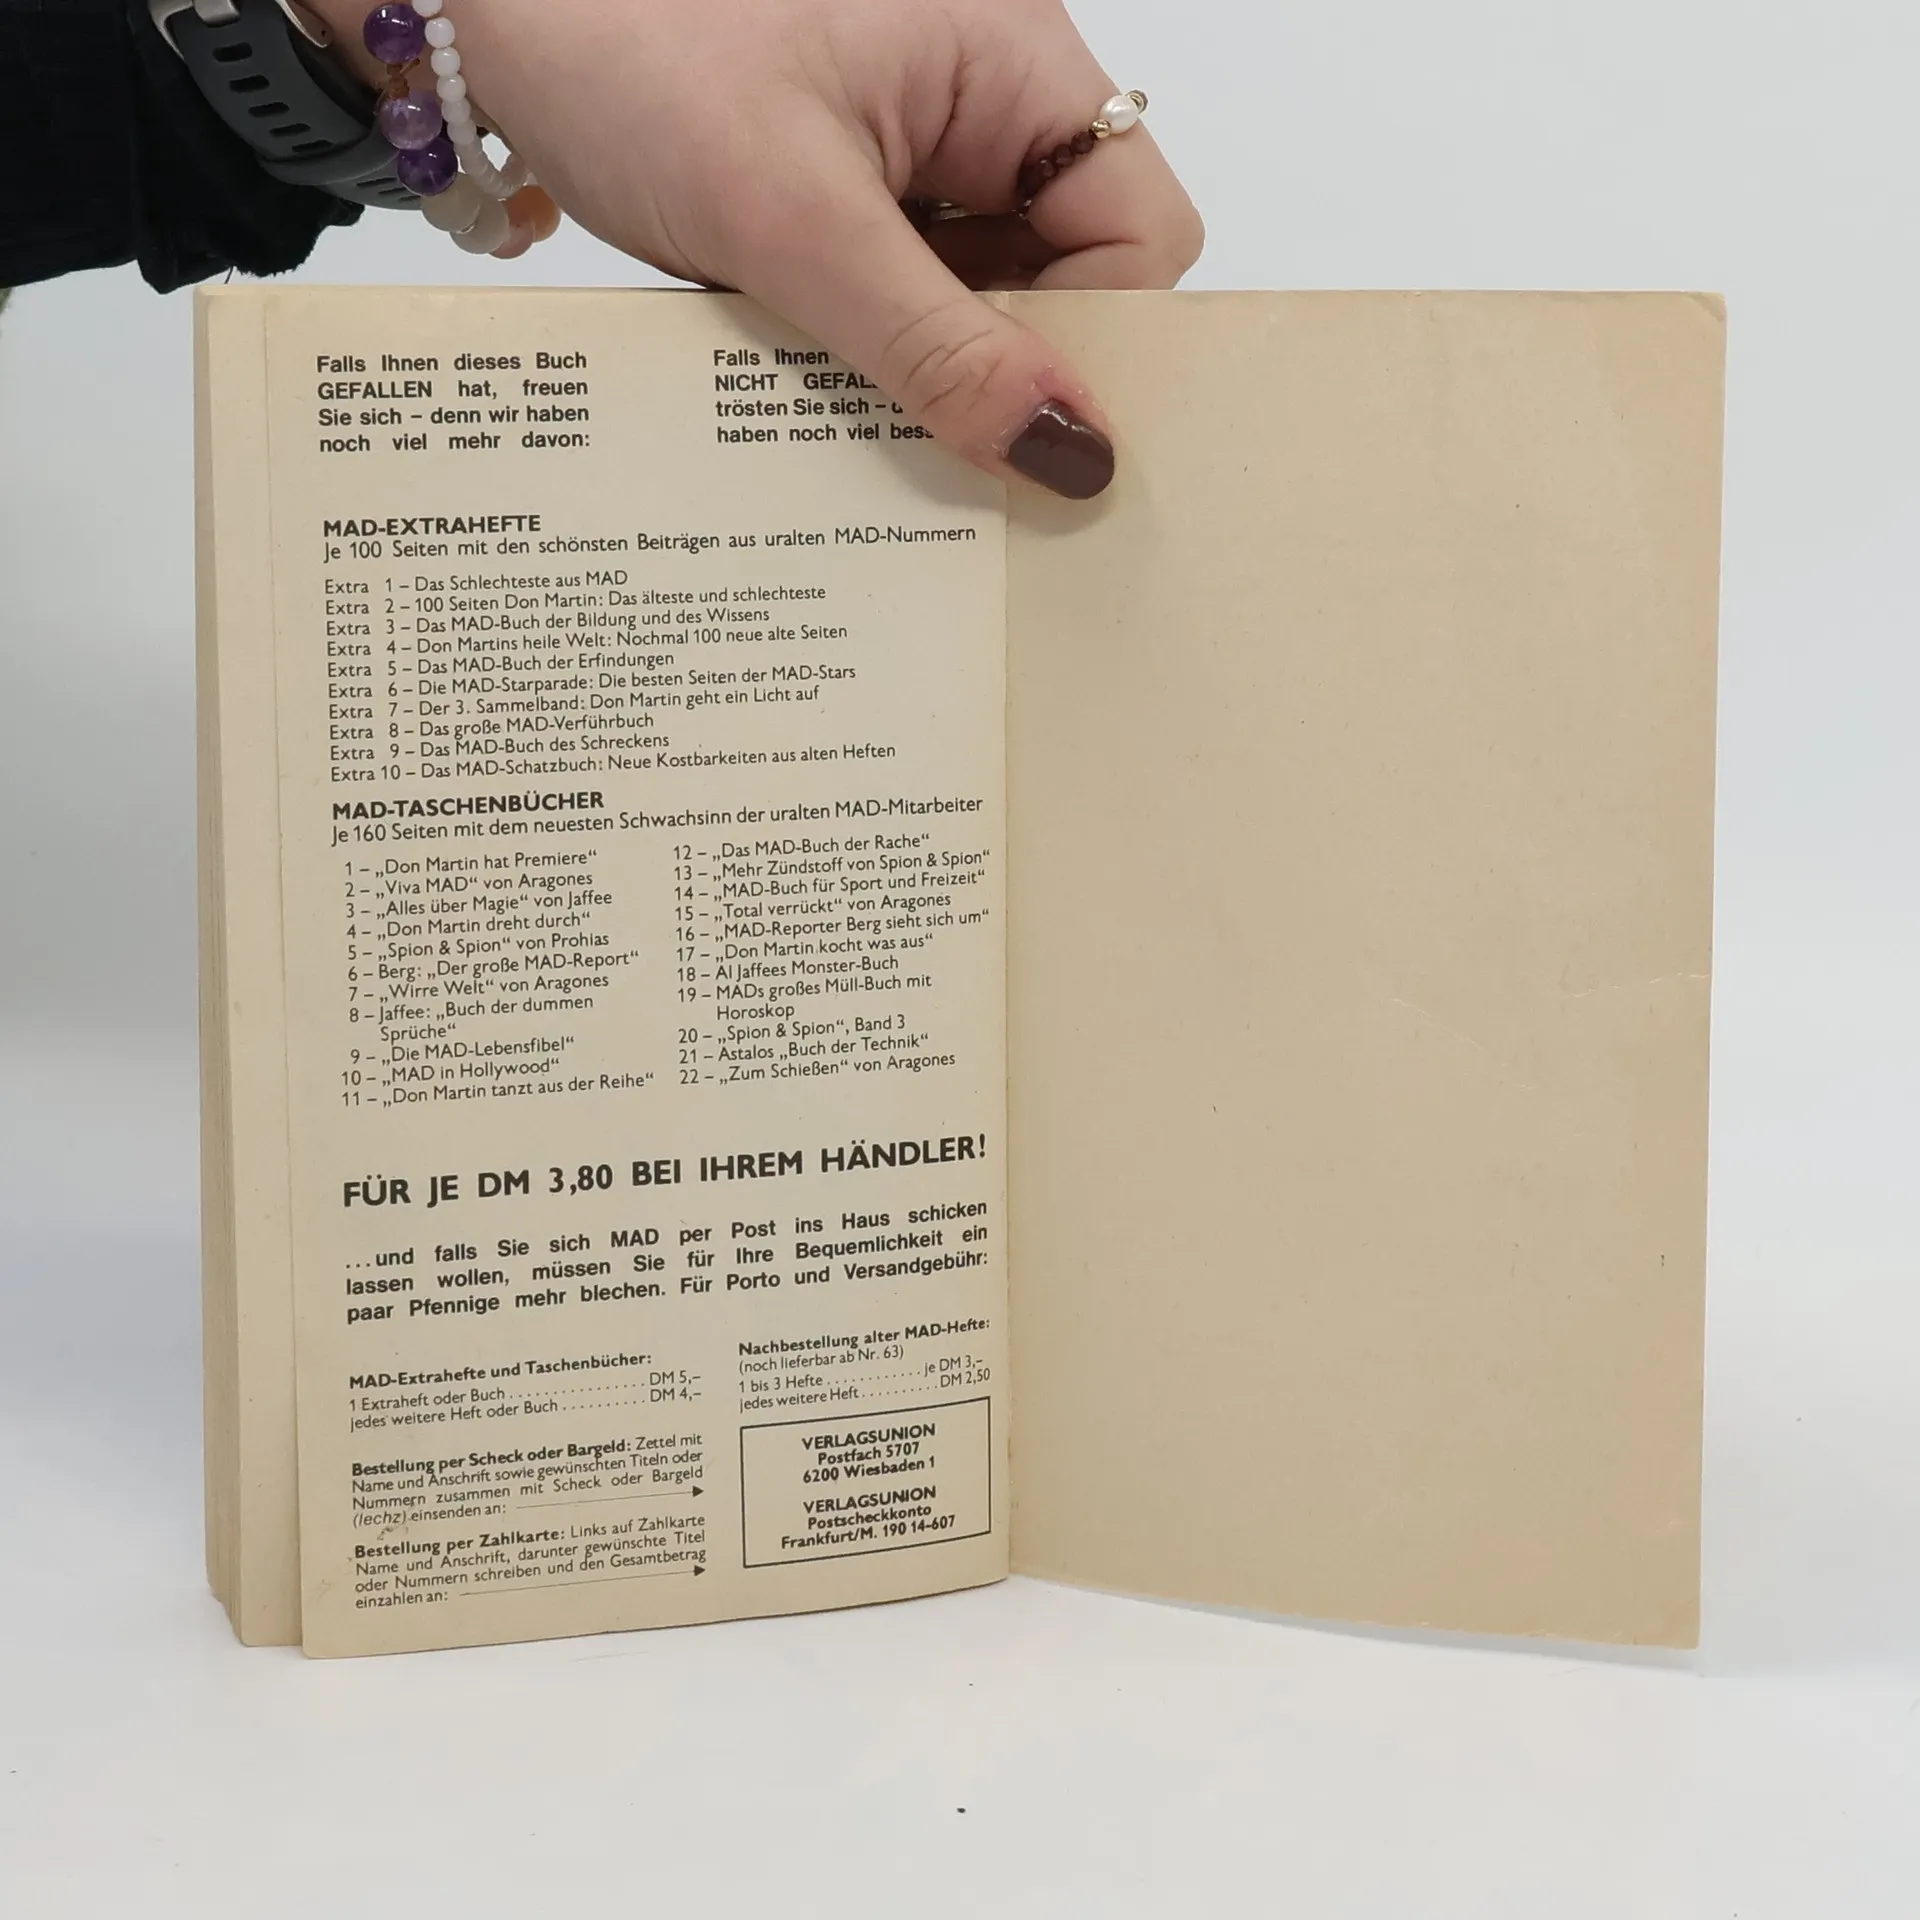 Falls Ihnen dieses Buch
GEFALLEN hat, freuen
Sie sich – denn wir haben
noch viel mehr davon:
Falls Ihnen
NICHT
trösten Sie sich –
haben noch viel
MAD-EXTRAHEFTE
Je 100 Seiten mit den schönsten Beiträgen aus uralten MAD-Nummern
Extra 1 – Das Schlechteste aus MAD
Extra 2 – 100 Seiten Don Martin: Das älteste und schlechteste
Extra 3 – Das MAD-Buch der Bildung und des Wissens
Extra 4 – Don Martins heile Welt: Nochmal 100 neue alte Seiten
Extra 5 – Das MAD-Buch der Erfindungen
Extra 6 – Die MAD-Starparade: Die besten Seiten der MAD-Stars
Extra 7 – Der 3. Sammelband: Don Martin geht ein Licht auf
Extra 8 – Das große MAD-Verführbuch
Extra 9 – Das MAD-Buch des Schreckens
Extra 10 – Das MAD-Schatzbuch: Neue Kostbarkeiten aus alten Heften
MAD-TASCHENBÜCHER
Je 160 Seiten mit dem neuesten Schwachsinn der uralten MAD-Mitarbeiter
1 – „Don Martin hat Premiere“
2 – „Viva MAD“ von Aragones
3 – „Alles über Magie“ von Jaffee
4 – „Don Martin dreht durch“
5 – „Spion & Spion“ von Prohias
6 – Berg: „Der große MAD-Report“
7 – „Wirre Welt“ von Aragones
8 – Jaffee: „Buch der dummen
Sprüche“
9 – „Die MAD-Lebensfibel“
10 – „MAD in Hollywood“
11 – „Don Martin tanzt aus der Reihe“
12 – „Das MAD-Buch der Rache“
13 – „Mehr Zündstoff von Spion & Spion“
14 – „MAD-Buch für Sport und Freizeit“
15 – „Total verrückt“ von Aragones
16 – „MAD-Reporter Berg sieht sich um“
17 – „Don Martin kocht was aus“
18 – Al Jaffees Monster-Buch
19 – MADs großes Müll-Buch mit
Horoskop
20 – „Spion & Spion“, Band 3
21 – Astalos „Buch der Technik“
22 – „Zum Schießen“ von Aragones
FÜR JE DM 3,80 BEI IHREM HÄNDLER!
...und falls Sie sich MAD per Post ins Haus schicken
lassen wollen, müssen Sie für Ihre Bequemlichkeit ein
paar Pfennige mehr blechen. Für Porto und Versandgebühr:
MAD-Extrahefte und Taschenbücher:
1 Extraheft oder Buch . . . . . . . . . . . . . . . DM 5,–
jedes weitere Heft oder Buch . . . . . . . . . . DM 4,–
Bestellung per Scheck oder Bargeld: Zettel mit
Name und Anschrift sowie gewünschten Titeln oder
Nummern zusammen mit Scheck oder Bargeld
(lechz) einsenden an:
Bestellung per Zahlkarte: Links auf Zahlkarte
Name und Anschrift, darunter gewünschte Titel
oder Nummern schreiben und den Gesamtbetrag
einzahlen an:
Nachbestellung alter MAD-Hefte:
(noch lieferbar ab Nr. 63)
1 bis 3 Hefte . . . . . . . . . . . . je DM 3,–
jedes weitere Heft . . . . . . . . . . DM 2,50
VERLAGSUNION
Postfach 5707
6200 Wiesbaden 1
VERLAGSUNION
Postscheckkonto
Frankfurt/M. 190 14-607